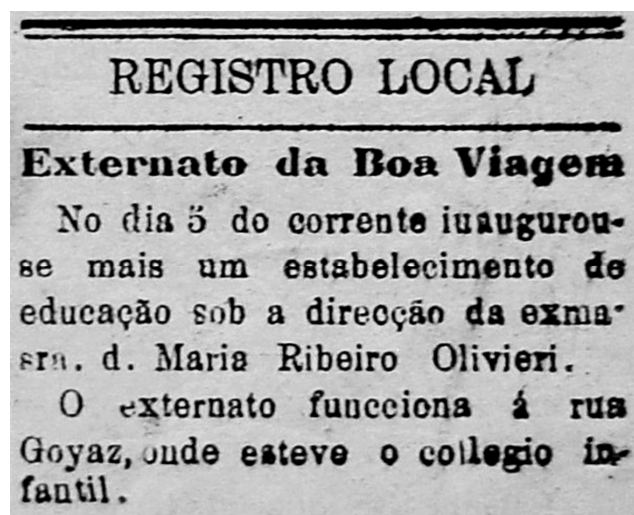 REGISTRO LOCAL
Externato da Boa Viagem
No dia 5 do corrente iuaugurou-
se mais um estabelecimento de
educação sob a direcção da exma·
sra. d. Maria Ribeiro Olivieri.
O externato fuucciona á rua
Goyaz, onde esteve o collegio in-
fantil.